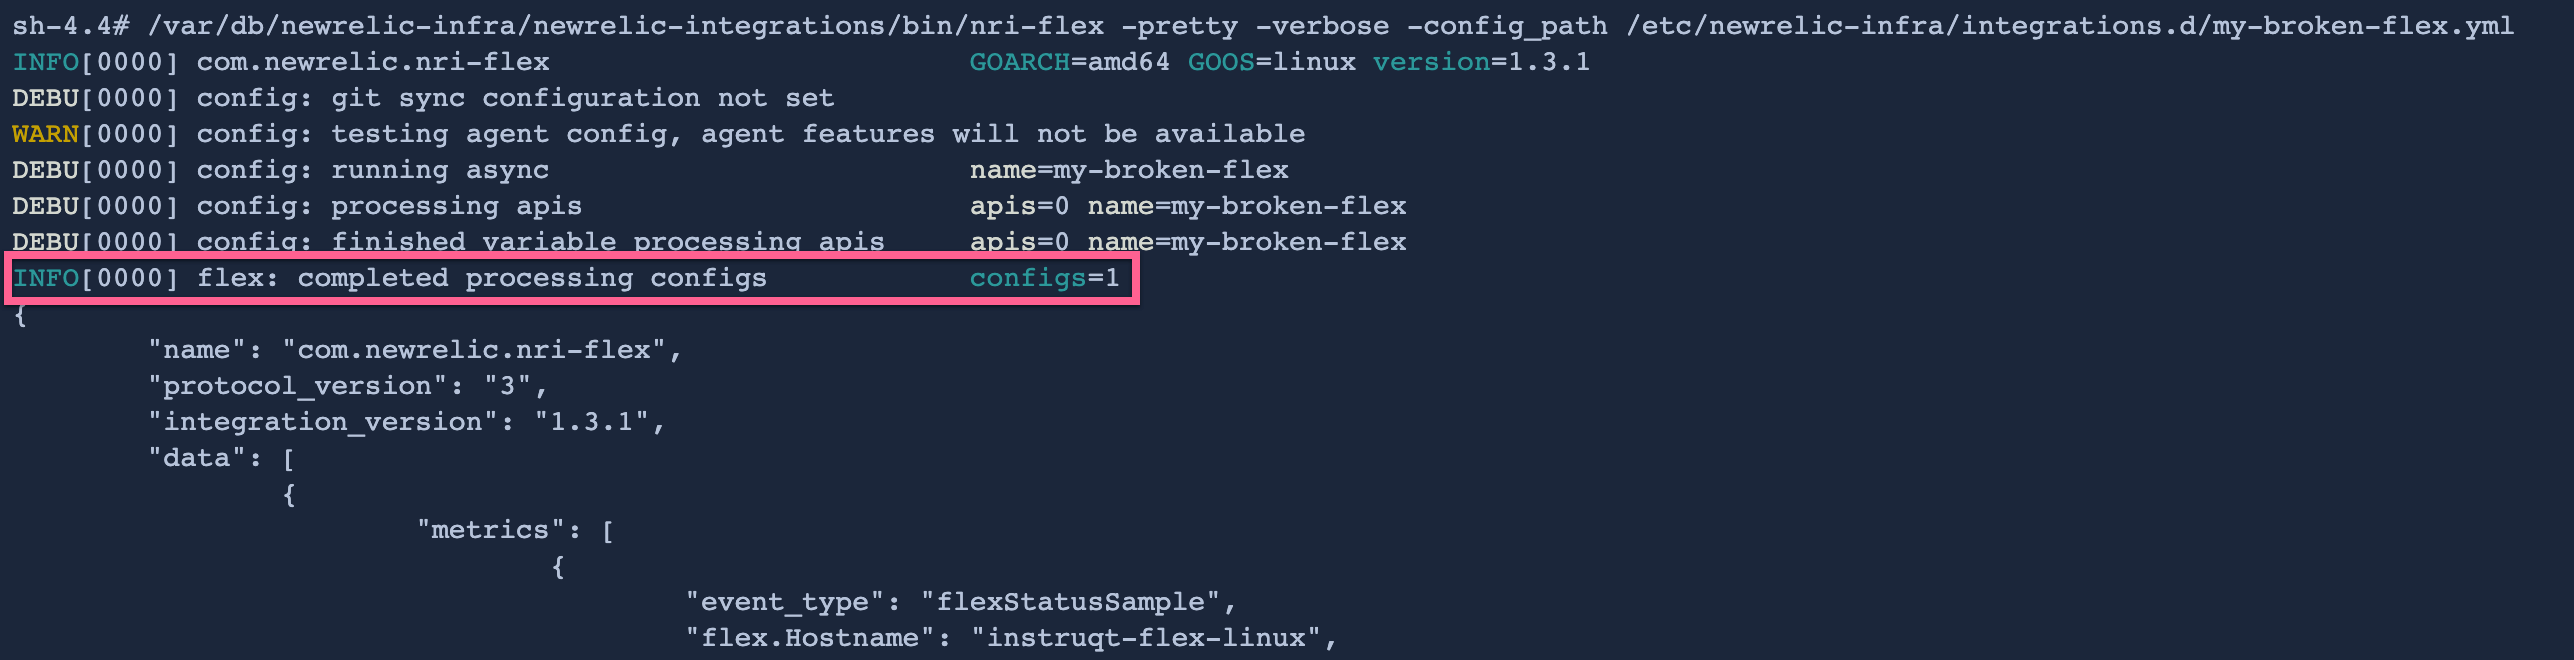 sh-4.4# /var/db/newrelic-infra/newrelic-integrations/bin/nri-flex -pretty -verbose -config_path /etc/newrelic-infra/integrations.d/my-broken-flex.yml
INFO[0000] com.newrelic.nri-flex GOARCH=amd64 GOOS=linux version=1.3.1
DEBU[0000] config: git sync configuration not set
WARN[0000] config: testing agent config, agent features will not be available
DEBU[0000] config: running async name=my-broken-flex
DEBU[0000] config: processing apis apis=0 name=my-broken-flex
DEBU[0000] config: finished variable processing apis apis=0 name=my-broken-flex
INFO[0000] flex: completed processing configs configs=1
{
"name": "com.newrelic.nri-flex",
"protocol_version": "3",
"integration_version": "1.3.1",
"data": [
{
"metrics": [
{
"event_type": "flexStatusSample",
"flex.Hostname": "instruqt-flex-linux",